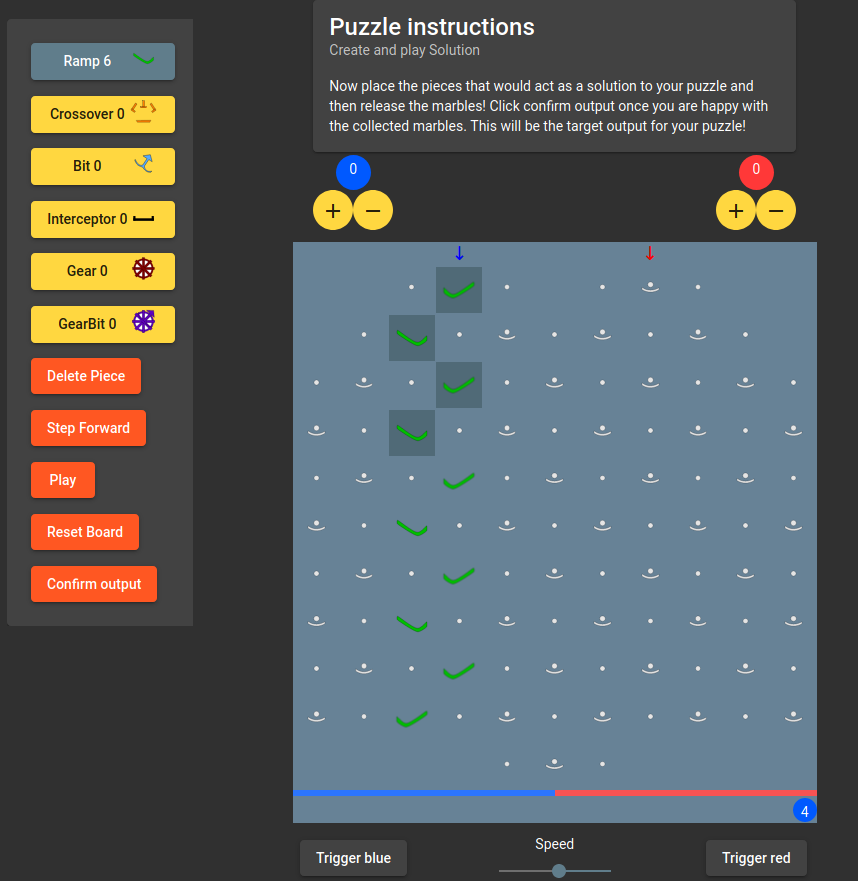 Puzzle instructions
Create and play Solution
Now place the pieces that would act as a solution to your puzzle and
then release the marbles! Click confirm output once you are happy with
the collected marbles. This will be the target output for your puzzle!
Ramp 6
Crossover 0
Bit 0
Interceptor 0
Gear 0
GearBit 0
Delete Piece
Step Forward
Play
Reset Board
Confirm output
0
+ −
0
+ −
4
Trigger blue
Speed
Trigger red